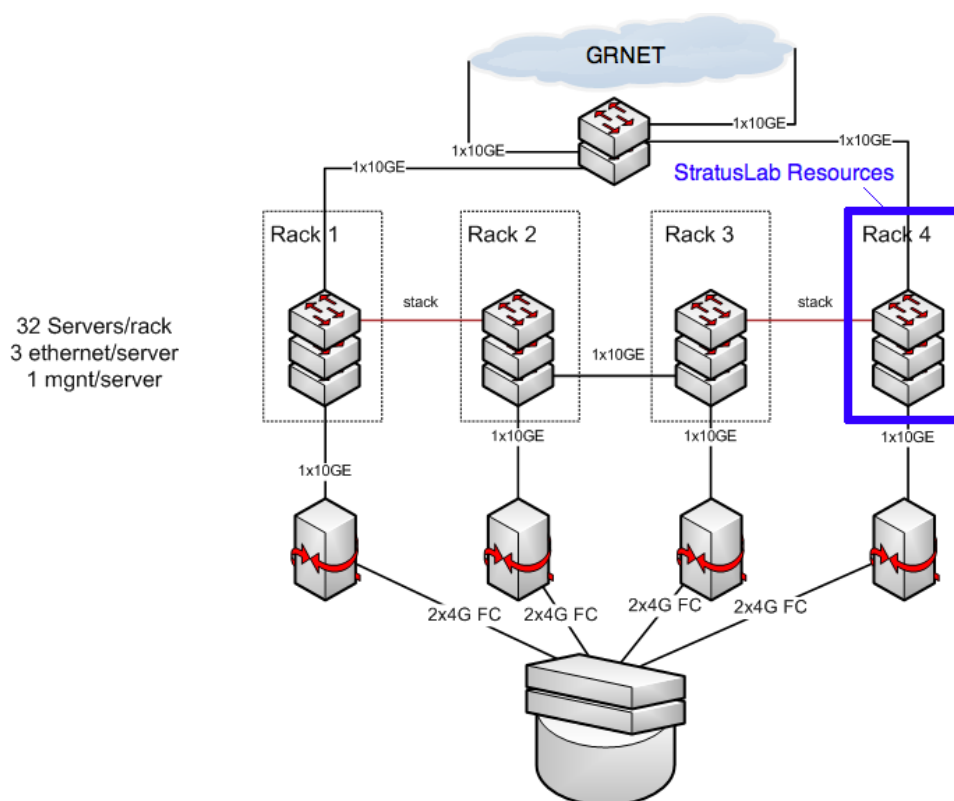 GRNET
1x10GE
1x10GE
1x10GE
1x10GE
StratusLab Resources
Rack 1
Rack 2
Rack 3
Rack 4
stack
stack
32 Servers/rack
3 ethernet/server
1 mgnt/server
1x10GE
1x10GE
1x10GE
1x10GE
1x10GE
2x4G FC
2x4G FC
2x4G FC
2x4G FC